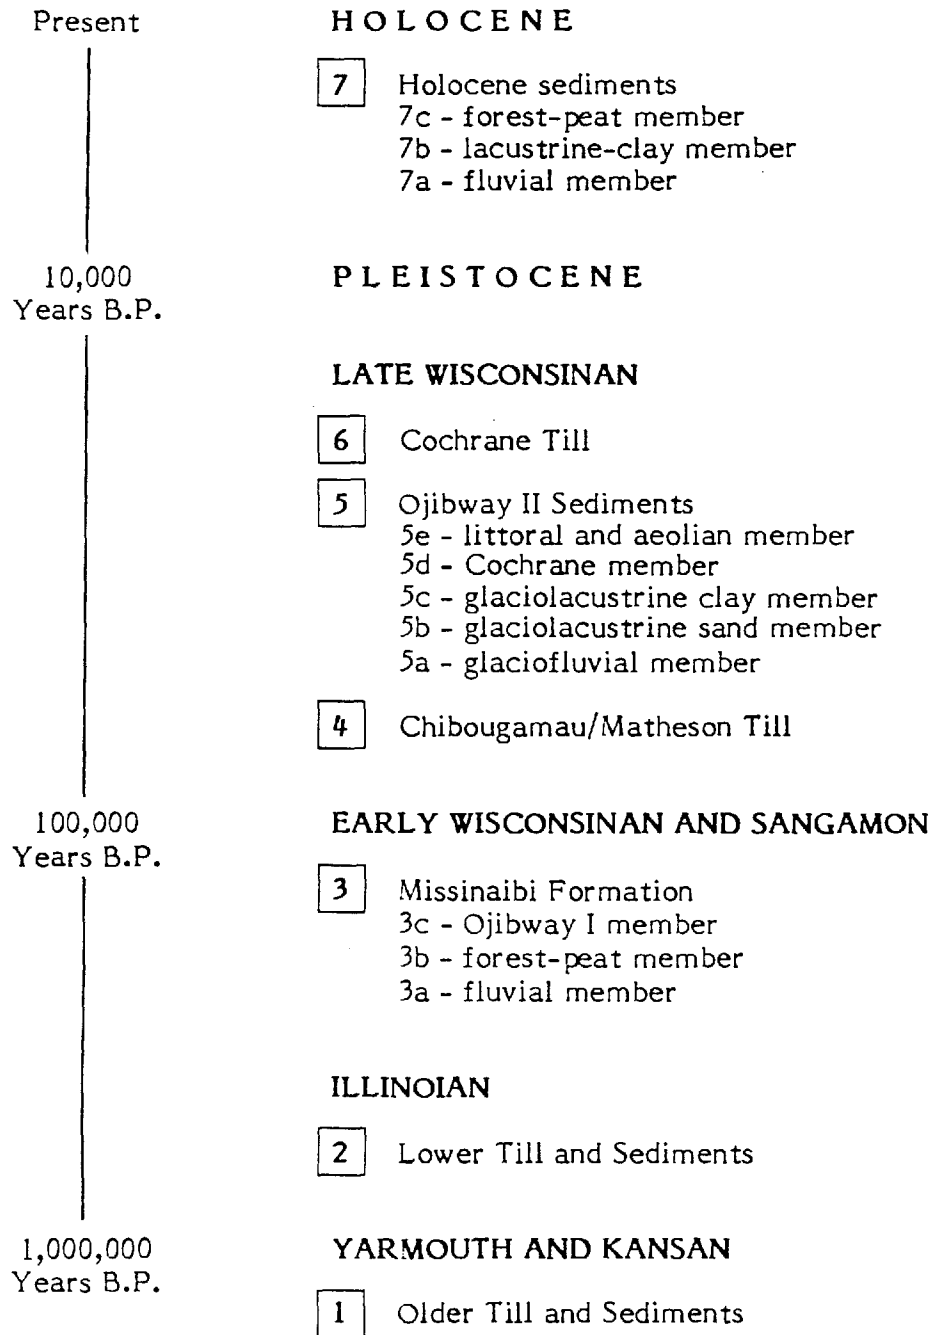 Present
HOLOCENE
7 Holocene sediments
7c - forest-peat member
7b - lacustrine-clay member
7a - fluvial member
10,000
Years B.P.
PLEISTOCENE
LATE WISCONSINAN
6 Cochrane Till
5 Ojibway II Sediments
5e - littoral and aeolian member
5d - Cochrane member
5c - glaciolacustrine clay member
5b - glaciolacustrine sand member
5a - glaciofluvial member
4 Chibougamau/Matheson Till
100,000
Years B.P.
EARLY WISCONSINAN AND SANGAMON
3 Missinaibi Formation
3c - Ojibway I member
3b - forest-peat member
3a - fluvial member
ILLINOIAN
2 Lower Till and Sediments
1,000,000
Years B.P.
YARMOUTH AND KANSAN
1 Older Till and Sediments